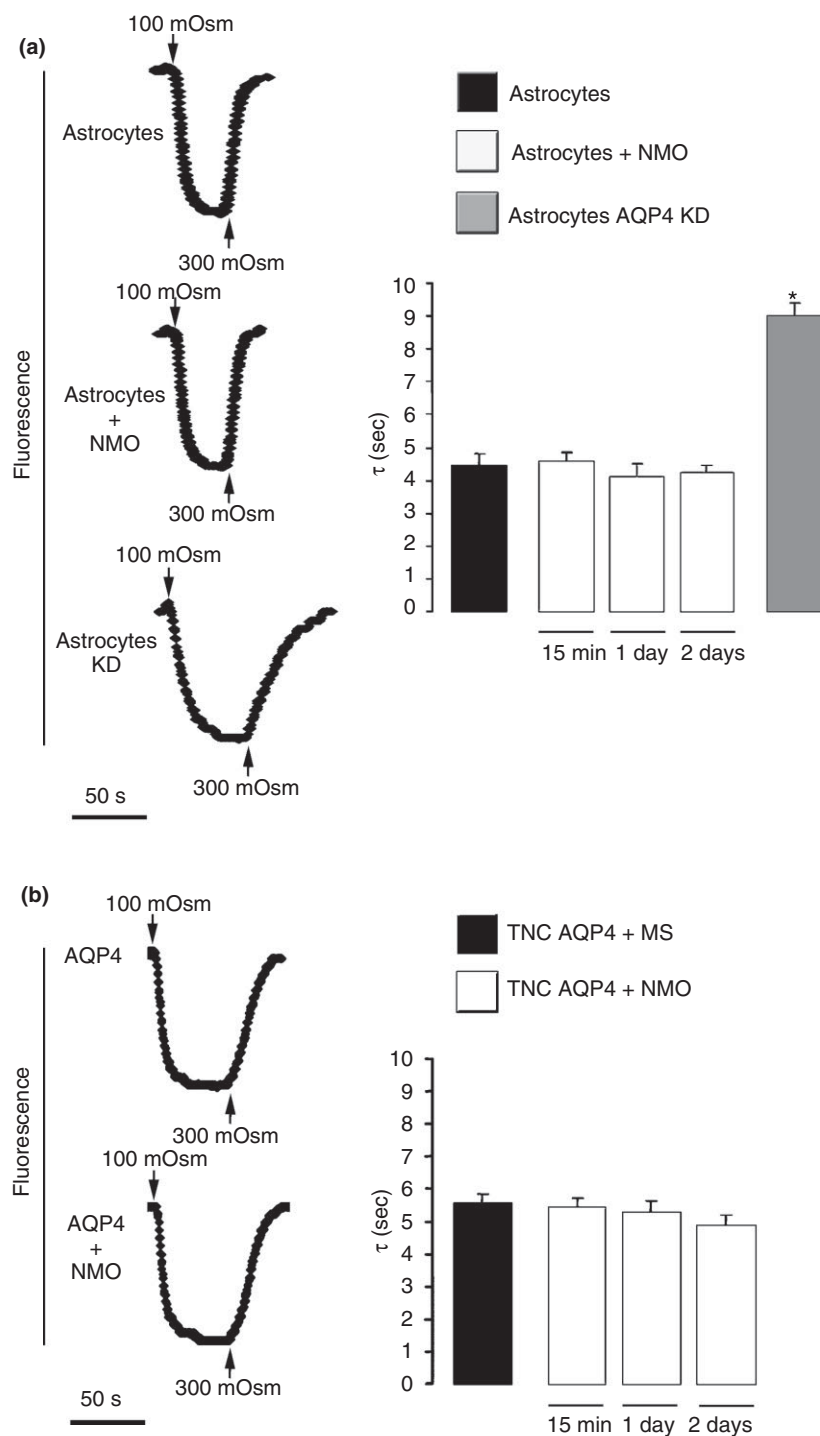 (a)
100 mOsm
Astrocytes
300 mOsm
100 mOsm
Astrocytes
+
NMO
300 mOsm
100 mOsm
Astrocytes
KD
300 mOsm
Fluorescence
50 s
Astrocytes
Astrocytes + NMO
Astrocytes AQP4 KD
10
9
8
7
6
5
4
3
2
1
0
τ (sec)
*
15 min
1 day
2 days
(b)
100 mOsm
AQP4
300 mOsm
100 mOsm
AQP4
+
NMO
300 mOsm
Fluorescence
50 s
TNC AQP4 + MS
TNC AQP4 + NMO
10
9
8
7
6
5
4
3
2
1
0
τ (sec)
15 min
1 day
2 days